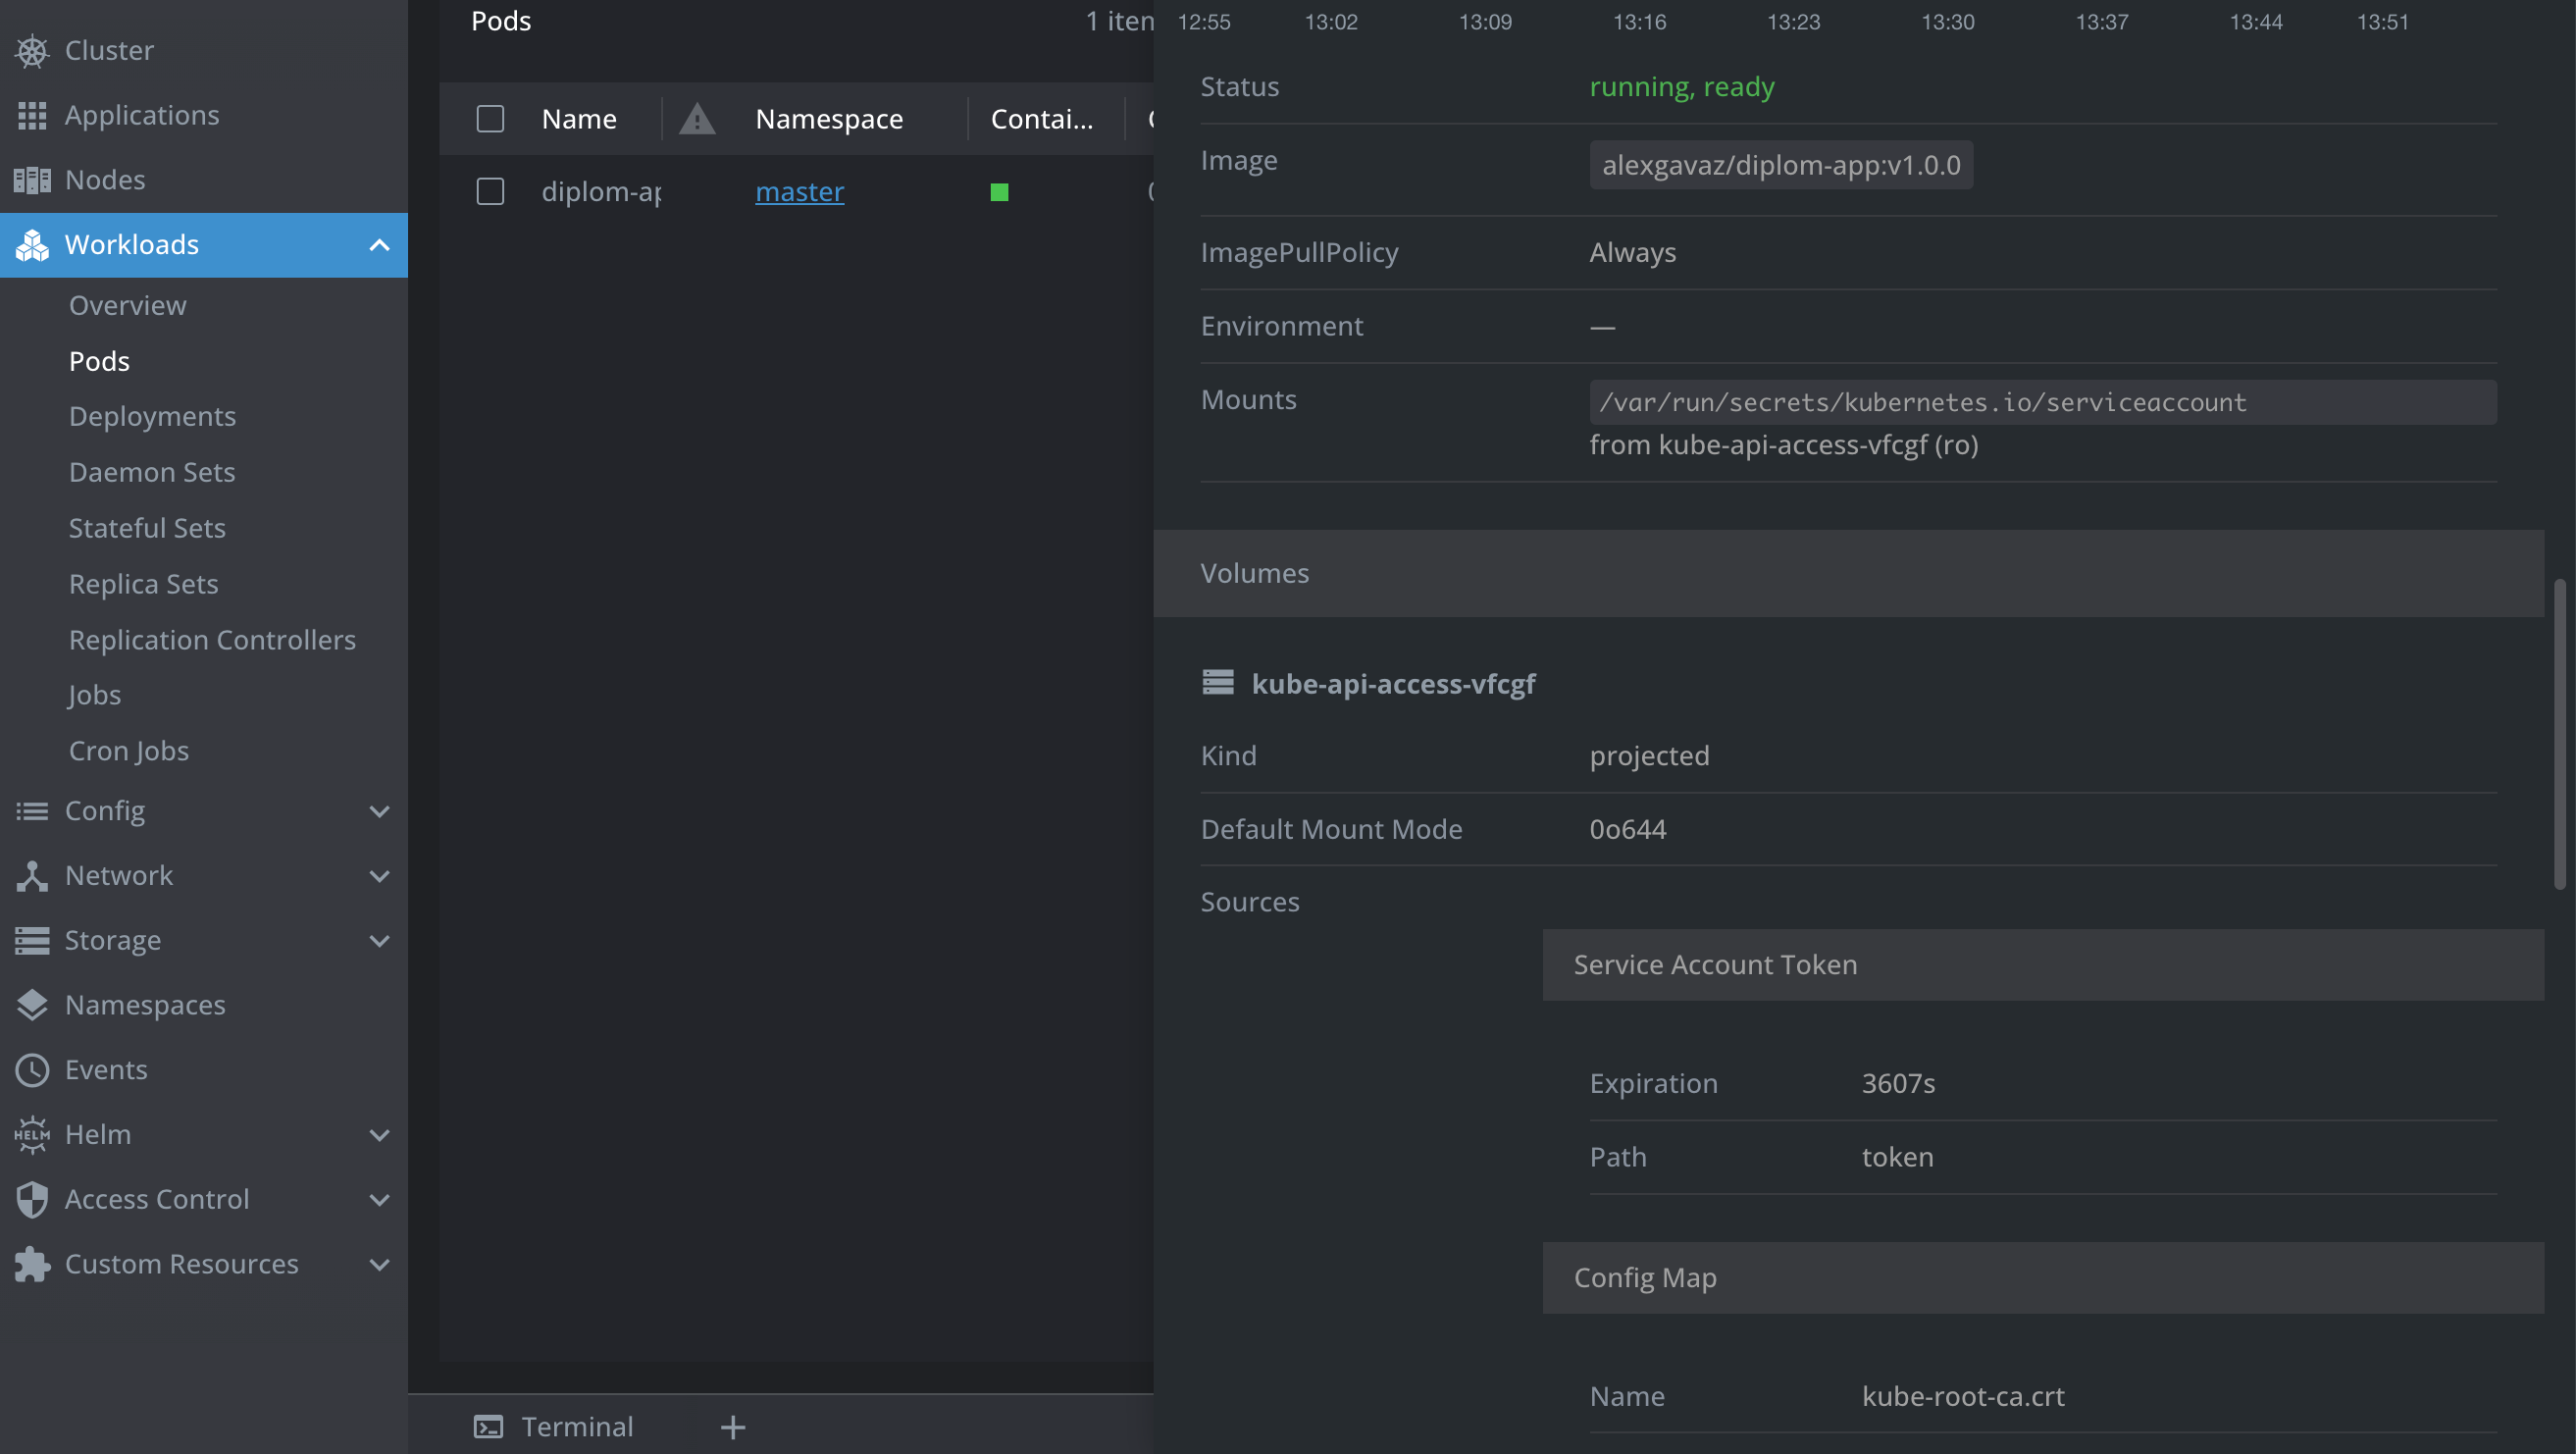 Cluster
Applications
Nodes
Workloads
Overview
Pods
Deployments
Daemon Sets
Stateful Sets
Replica Sets
Replication Controllers
Jobs
Cron Jobs
Config
Network
Storage
Namespaces
Events
HELM Helm
Access Control
Custom Resources
Pods 1 item
Name Namespace Contai...
diplom-ap master
Terminal +
12:55 13:02 13:09 13:16 13:23 13:30 13:37 13:44 13:51
Status running, ready
Image alexgavaz/diplom-app:v1.0.0
ImagePullPolicy Always
Environment —
Mounts /var/run/secrets/kubernetes.io/serviceaccount
from kube-api-access-vfcgf (ro)
Volumes
kube-api-access-vfcgf
Kind projected
Default Mount Mode 0o644
Sources
Service Account Token
Expiration 3607s
Path token
Config Map
Name kube-root-ca.crt